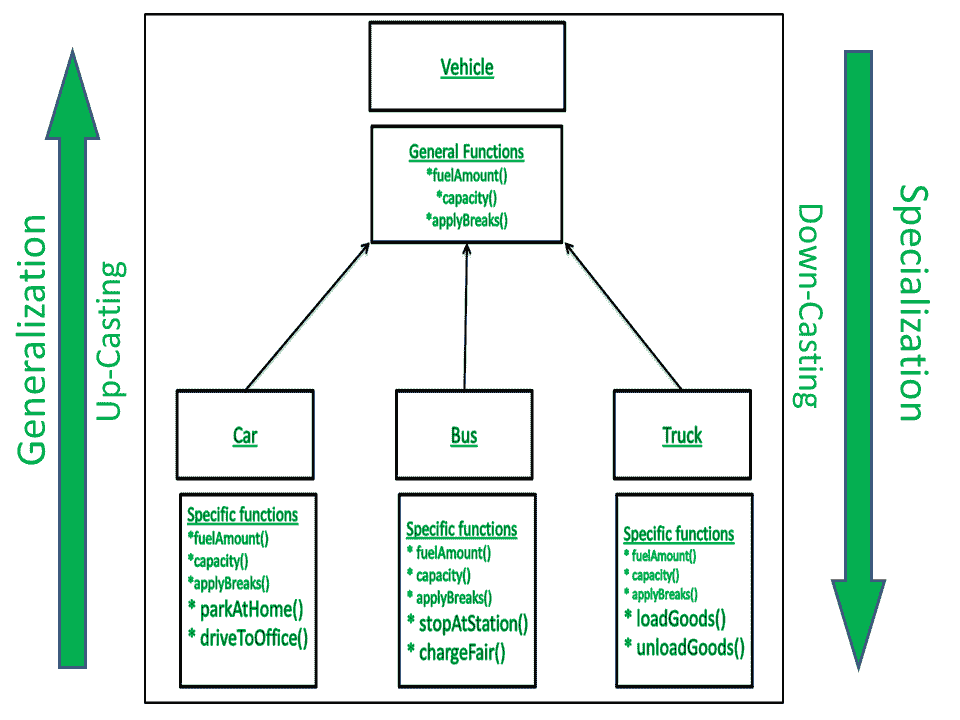 Vehicle
General Functions
*fuelAmount()
*capacity()
*applyBreaks()
Generalization
Up-Casting
Down-Casting
Specialization
Car
Specific functions
*fuelAmount()
*capacity()
*applyBreaks()
* parkAtHome()
* driveToOffice()
Bus
Specific functions
* fuelAmount()
* capacity()
* applyBreaks()
* stopAtStation()
* chargeFair()
Truck
Specific functions
* fuelAmount()
* capacity()
* applyBreaks()
* loadGoods()
* unloadGoods()